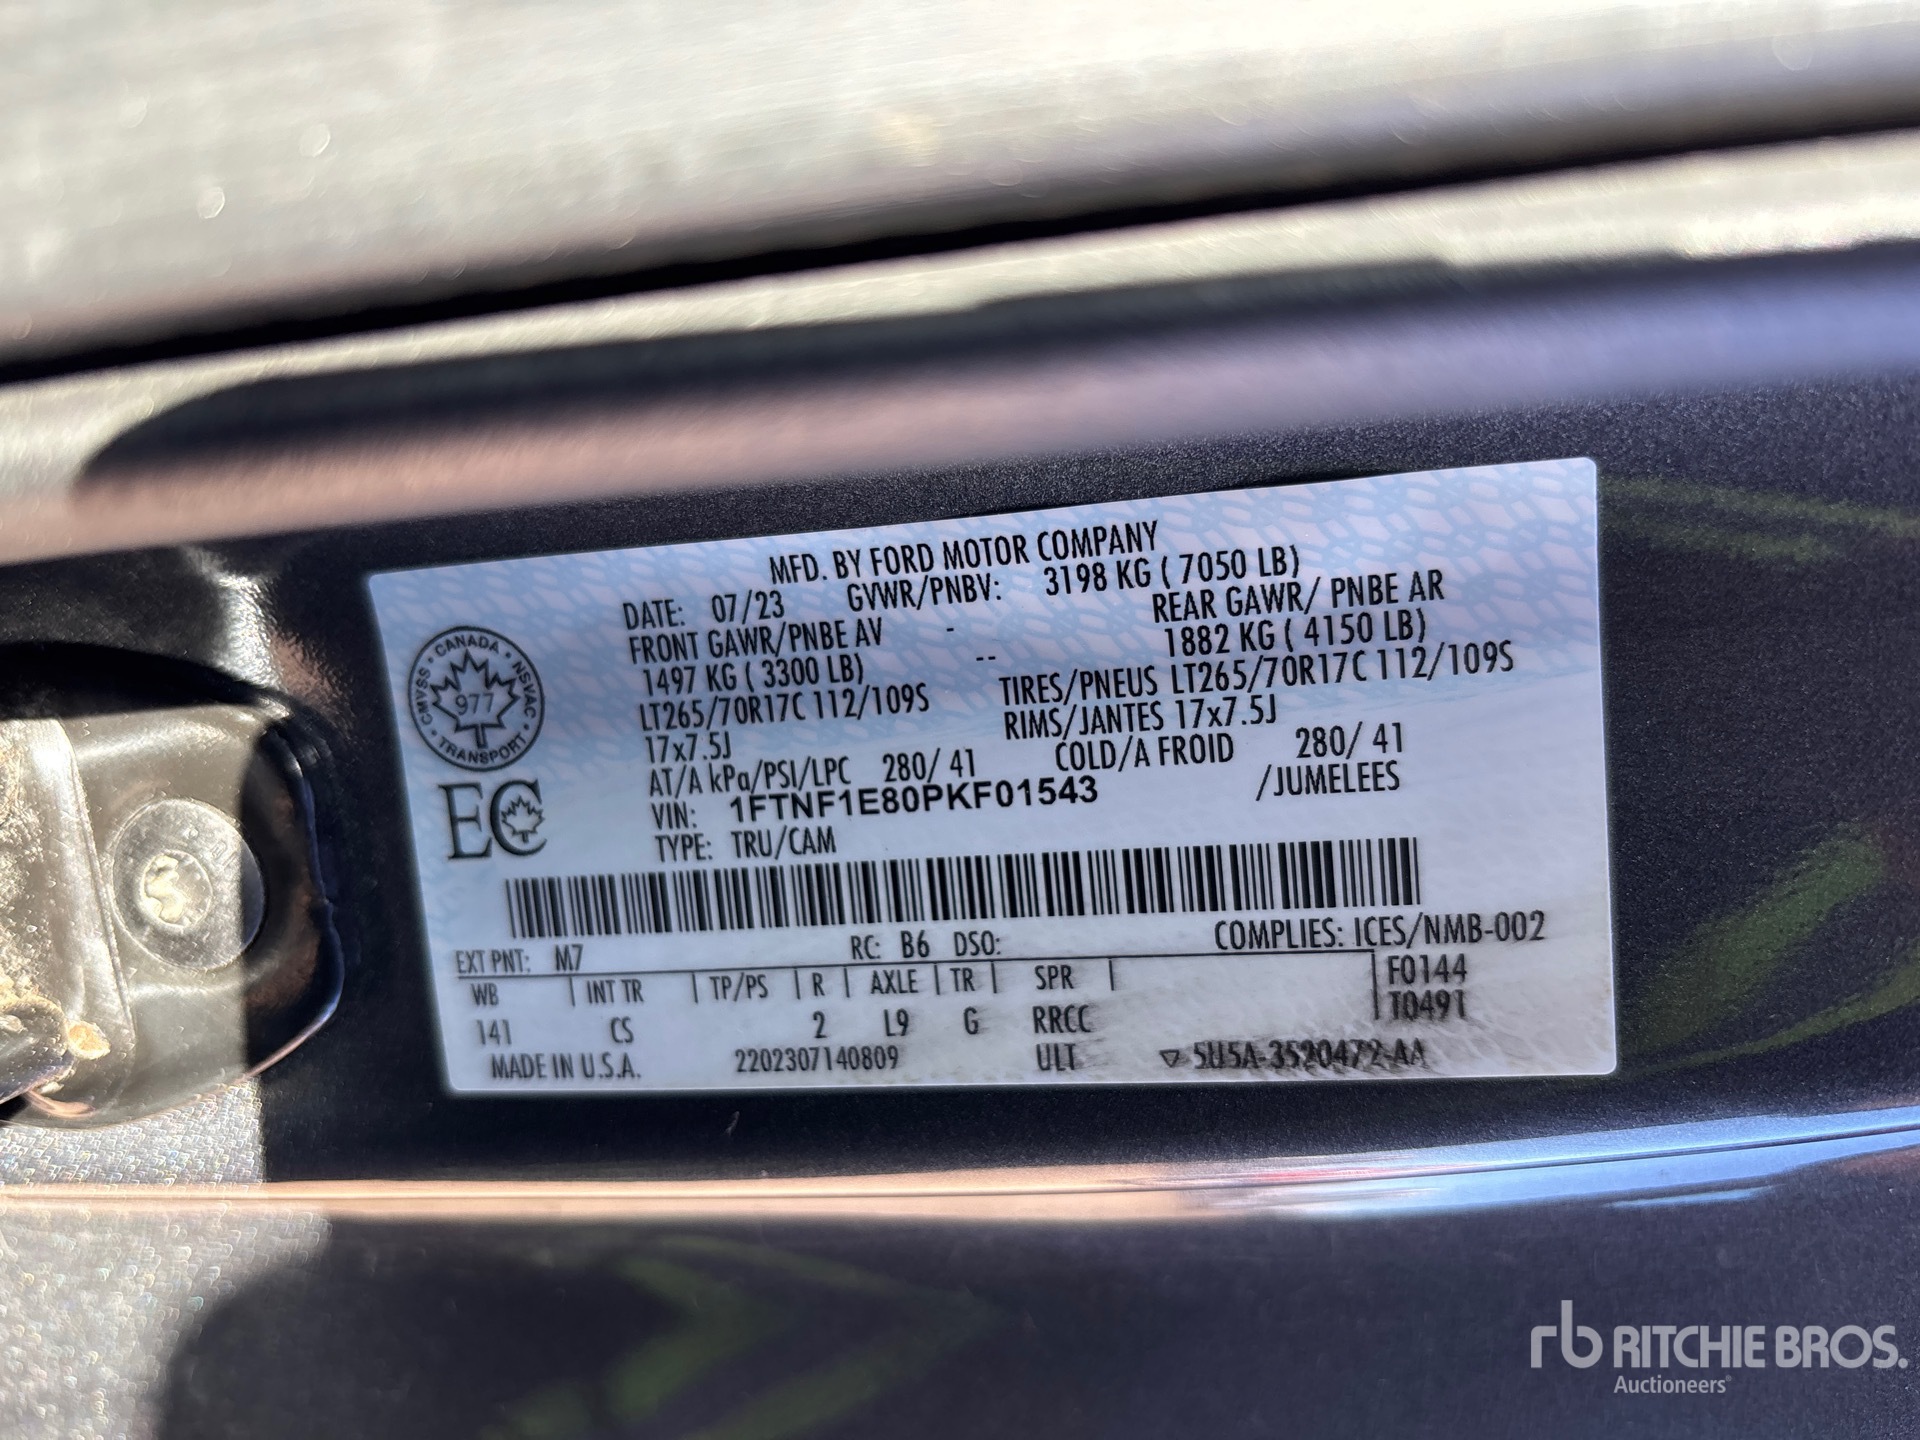 MFD. BY FORD MOTOR COMPANY
DATE: 07/23 GVWR/PNBV: 3198 KG ( 7050 LB)
FRONT GAWR/PNBE AV - REAR GAWR/ PNBE AR
1497 KG ( 3300 LB) -- 1882 KG ( 4150 LB)
LT265/70R17C 112/109S TIRES/PNEUS LT265/70R17C 112/109S
17x7.5J RIMS/JANTES 17x7.5J
AT/A kPa/PSI/LPC 280/ 41 COLD/A FROID 280/ 41
VIN: 1FTNF1E80PKF01543 /JUMELEES
TYPE: TRU/CAM
CANADA · NSVAC · TRANSPORT · CMVSS
977
EC
EXT PNT: M7 RC: B6 DSO: COMPLIES: ICES/NMB-002
WB | INT TR | TP/PS | R | AXLE | TR | SPR | F0144
141 CS 2 L9 G RRCC T0491
MADE IN U.S.A. 2202307140809 ULT ▽ 5U5A-3520472-AA
rb RITCHIE BROS.
Auctioneers